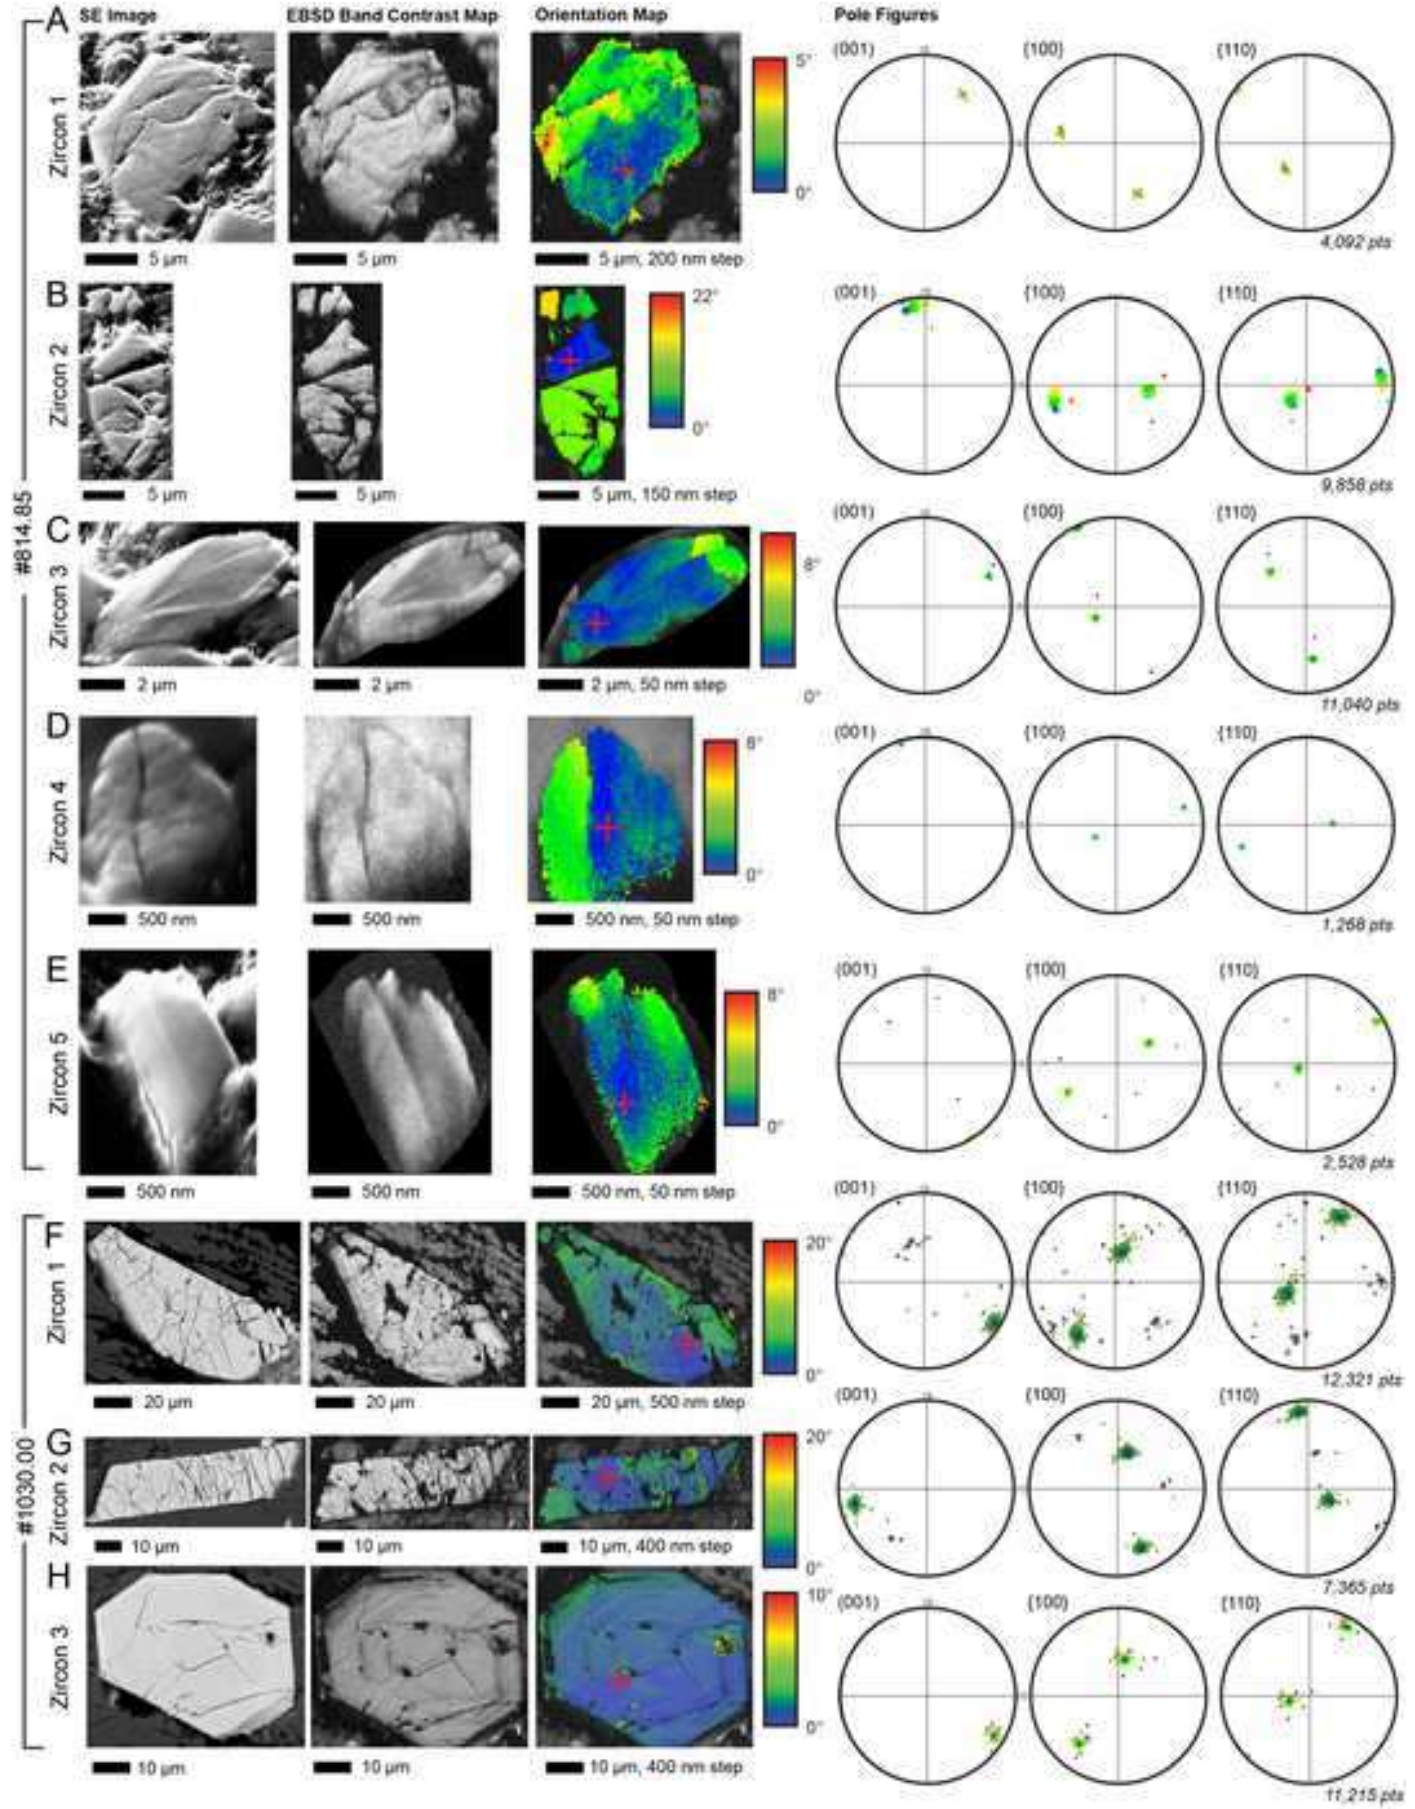 A SE Image EBSD Band Contrast Map Orientation Map Pole Figures
Zircon 1
5°
0°
(001) {100} {110}
5 µm 5 µm 5 µm, 200 nm step
4,092 pts
B
Zircon 2
22°
0°
(001) {100} {110}
5 µm 5 µm 5 µm, 150 nm step
9,858 pts
#814.85
C
Zircon 3
8°
0°
(001) {100} {110}
2 µm 2 µm 2 µm, 50 nm step
11,040 pts
D
Zircon 4
8°
0°
(001) {100} {110}
500 nm 500 nm 500 nm, 50 nm step
1,268 pts
E
Zircon 5
8°
0°
(001) {100} {110}
500 nm 500 nm 500 nm, 50 nm step
2,528 pts
F
Zircon 1
20°
0°
(001) {100} {110}
20 µm 20 µm 20 µm, 500 nm step
12,321 pts
#1030.00
G
Zircon 2
20°
0°
(001) {100} {110}
10 µm 10 µm 10 µm, 400 nm step
7,365 pts
H
Zircon 3
10°
0°
(001) {100} {110}
10 µm 10 µm 10 µm, 400 nm step
11,215 pts